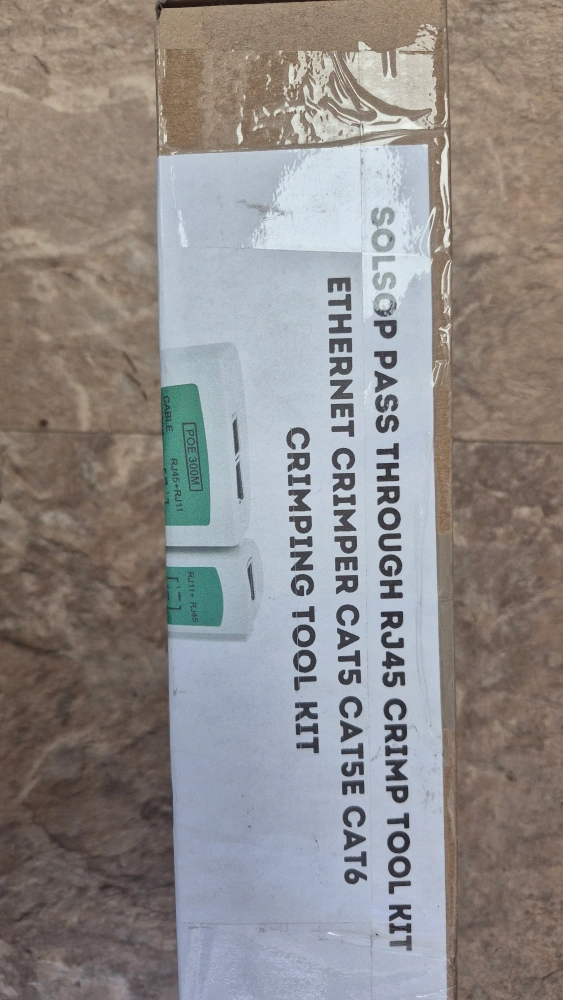 SOLSOP PASS THROUGH RJ45 CRIMP TOOL KIT
ETHERNET CRIMPER CAT5 CAT5E CAT6
CRIMPING TOOL KIT
POE 300M
RJ45+RJ11
CABLE
RJ11+ RJ45